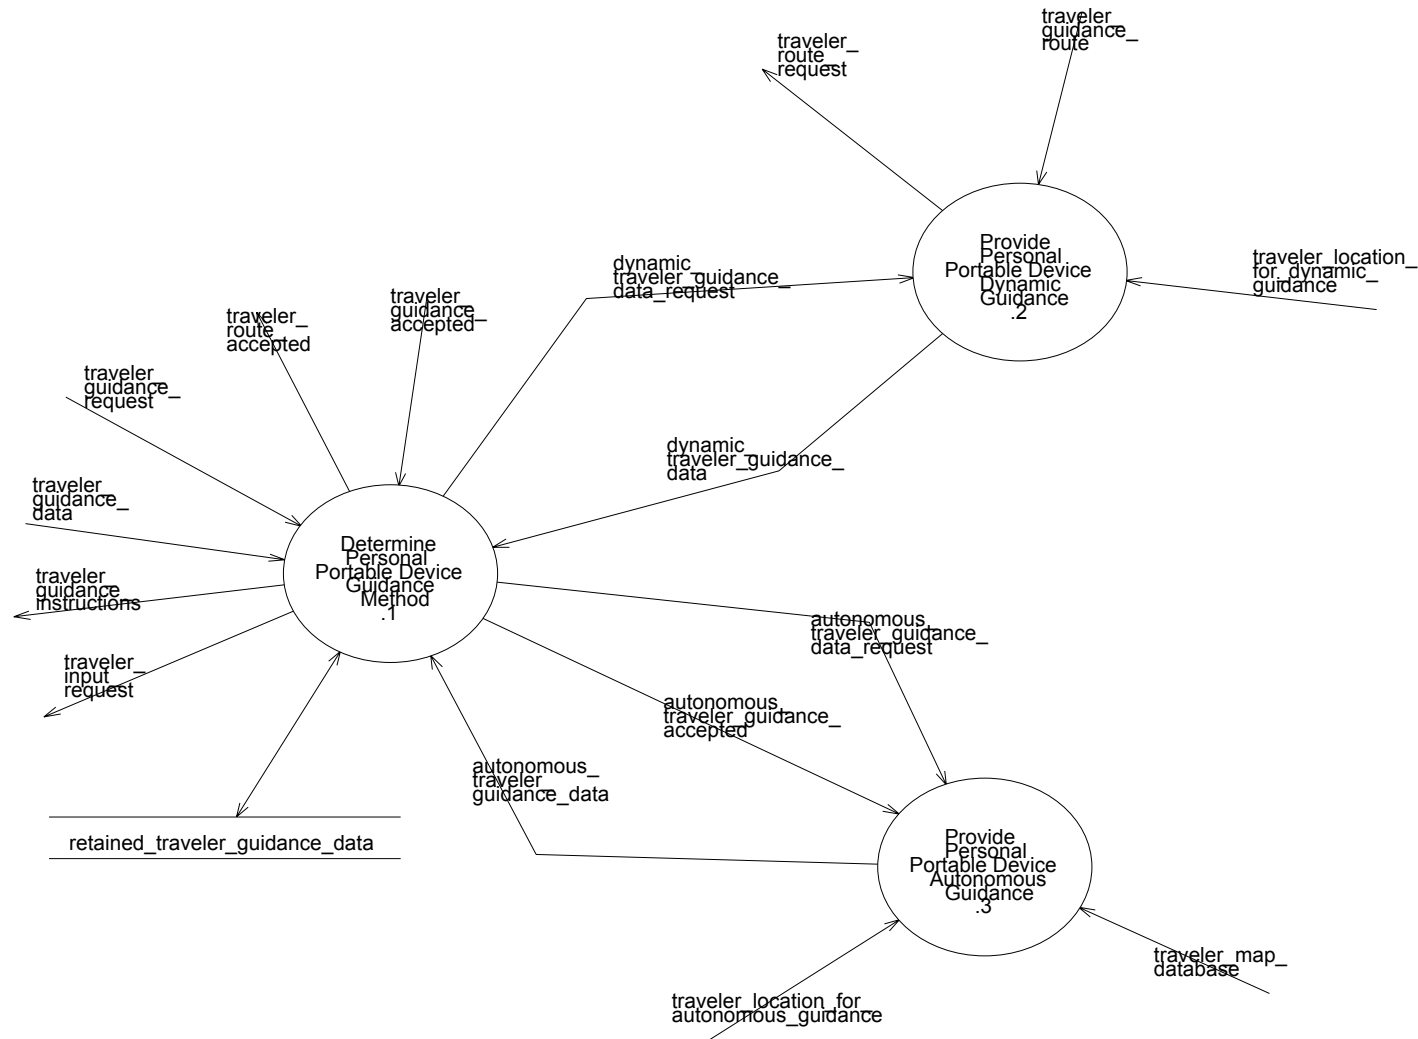 traveler_
guidance_
route
traveler_
route_
request
Provide
Personal
Portable Device
Dynamic
Guidance
.2
traveler_location_
for_dynamic_
guidance
dynamic_
traveler_guidance_
data_request
traveler_
guidance_
accepted
traveler_
route_
accepted
traveler_
guidance_
request
dynamic_
traveler_guidance_
data
traveler_
guidance_
data
Determine
Personal
Portable Device
Guidance
Method
.1
traveler_
guidance_
instructions
traveler_
input_
request
autonomous_
traveler_guidance_
data_request
autonomous_
traveler_guidance_
accepted
autonomous_
traveler_
guidance_data
retained_traveler_guidance_data
Provide
Personal
Portable Device
Autonomous
Guidance
.3
traveler_map_
database
traveler_location_for_
autonomous_guidance